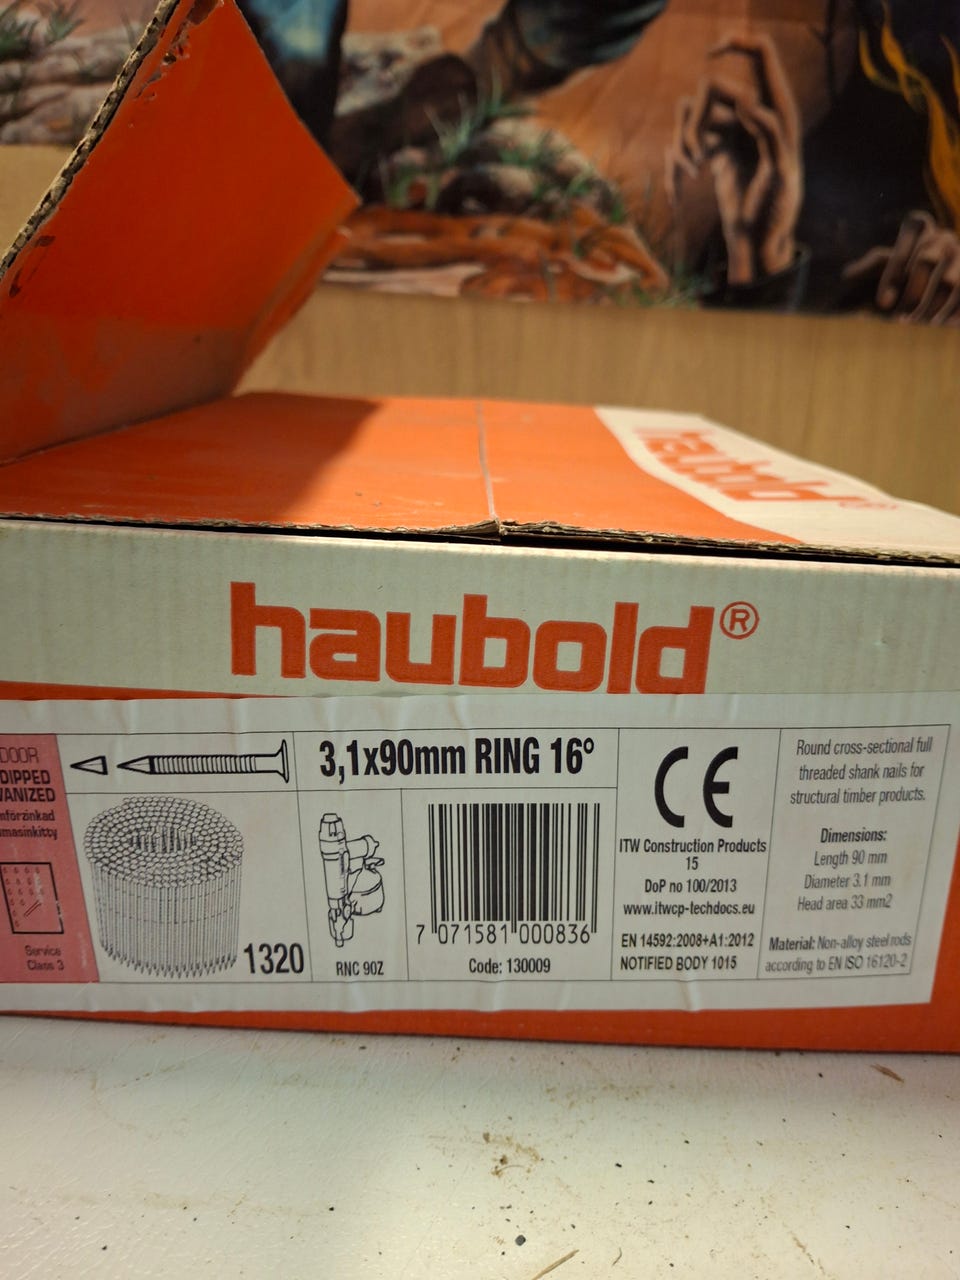 haubold®
haubold®
DOOR
DIPPED
VANIZED
mförzinkad
masinkitty
Service
Class 3
1320
3,1x90mm RING 16°
RNC 90Z
7 071581 000836
Code: 130009
CE
ITW Construction Products
15
DoP no 100/2013
www.itwcp-techdocs.eu
EN 14592:2008+A1:2012
NOTIFIED BODY 1015
Round cross-sectional full
threaded shank nails for
structural timber products.
Dimensions:
Length 90 mm
Diameter 3.1 mm
Head area 33 mm2
Material: Non-alloy steel rods
according to EN ISO 16120-2